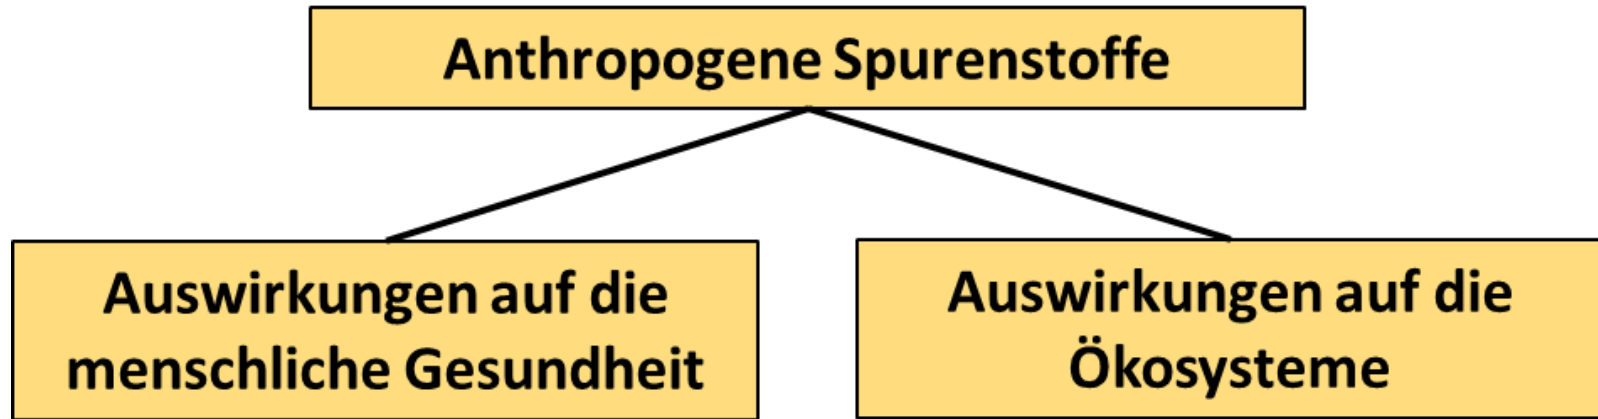 Anthropogene Spurenstoffe
Auswirkungen auf die
menschliche Gesundheit
Auswirkungen auf die
Ökosysteme